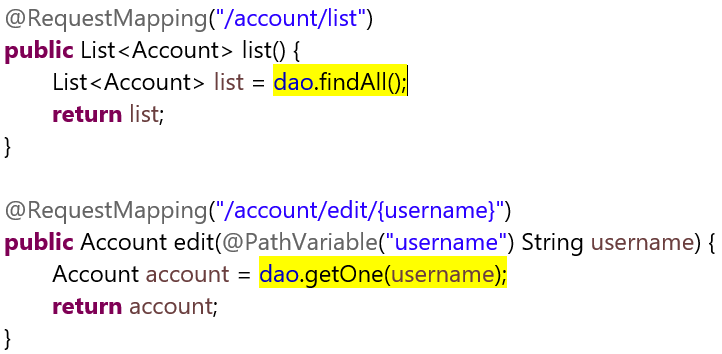 @RequestMapping("/account/list")
public List<Account> list() {
List<Account> list = dao.findAll();
return list;
}
@RequestMapping("/account/edit/{username}")
public Account edit(@PathVariable("username") String username) {
Account account = dao.getOne(username);
return account;
}